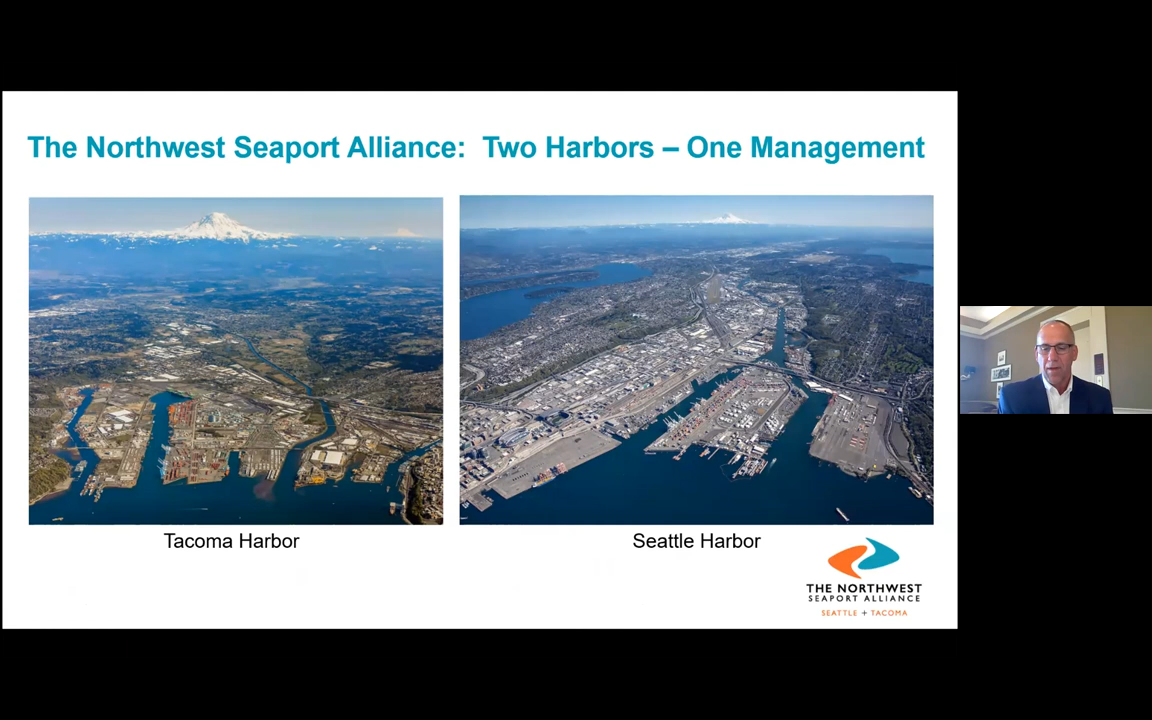 The Northwest Seaport Alliance:  Two Harbors – One Management
Tacoma Harbor
Seattle Harbor
THE NORTHWEST
SEAPORT ALLIANCE
SEATTLE + TACOMA